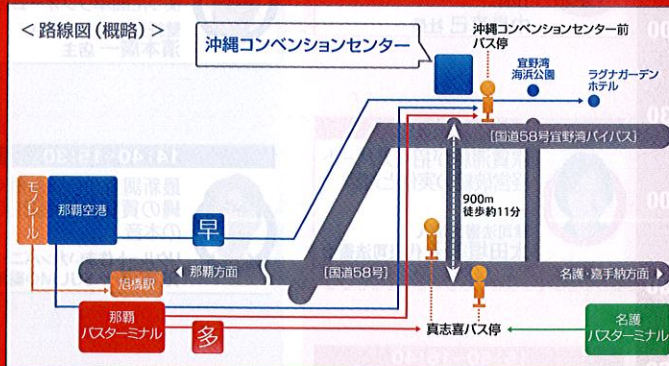 <路線図(概略)>
沖縄コンベンションセンター
沖縄コンベンションセンター前
バス停
宜野湾
海浜公園
ラグナガーデン
ホテル
[国道58号宜野湾バイパス]
900m
徒歩約11分
モノレール
那覇空港
早
旭橋駅
◀ 那覇方面
[国道58号]
名護・嘉手納方面 ▶
那覇
バスターミナル
多
真志喜バス停
名護
バスターミナル